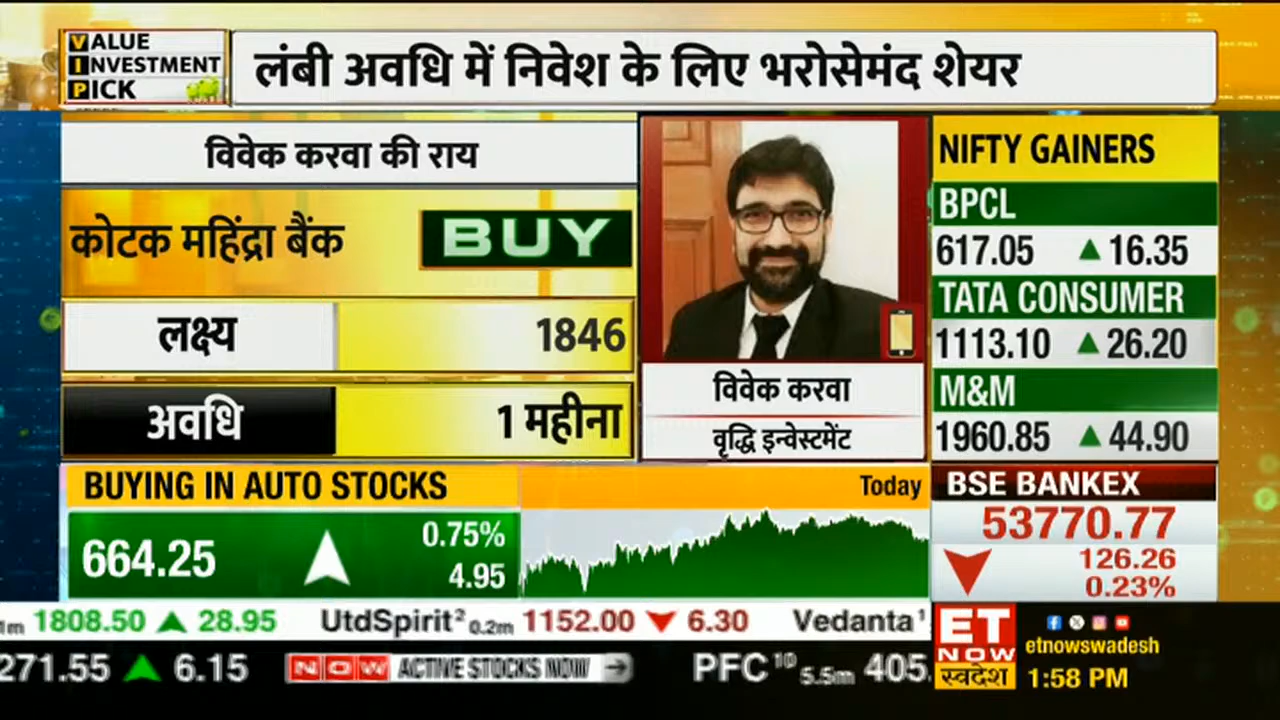 VALUE
INVESTMENT
PICK
लंबी अवधि में निवेश के लिए भरोसेमंद शेयर
विवेक करवा की राय
कोटक महिंद्रा बैंक BUY
लक्ष्य 1846
अवधि 1 महीना
विवेक करवा
वृद्धि इन्वेस्टमेंट
NIFTY GAINERS
BPCL
617.05 ▲ 16.35
TATA CONSUMER
1113.10 ▲ 26.20
M&M
1960.85 ▲ 44.90
BUYING IN AUTO STOCKS
Today
664.25
0.75%
4.95
BSE BANKEX
53770.77
126.26
0.23%
1m 1808.50 ▲ 28.95 UtdSpirit² 0.2m 1152.00 ▼ 6.30 Vedanta¹
271.55 ▲ 6.15 NOW ACTIVE STOCKS NOW → PFC¹⁰ 5.5m 405.
ET
NOW
स्वदेश
etnowswadesh
1:58 PM